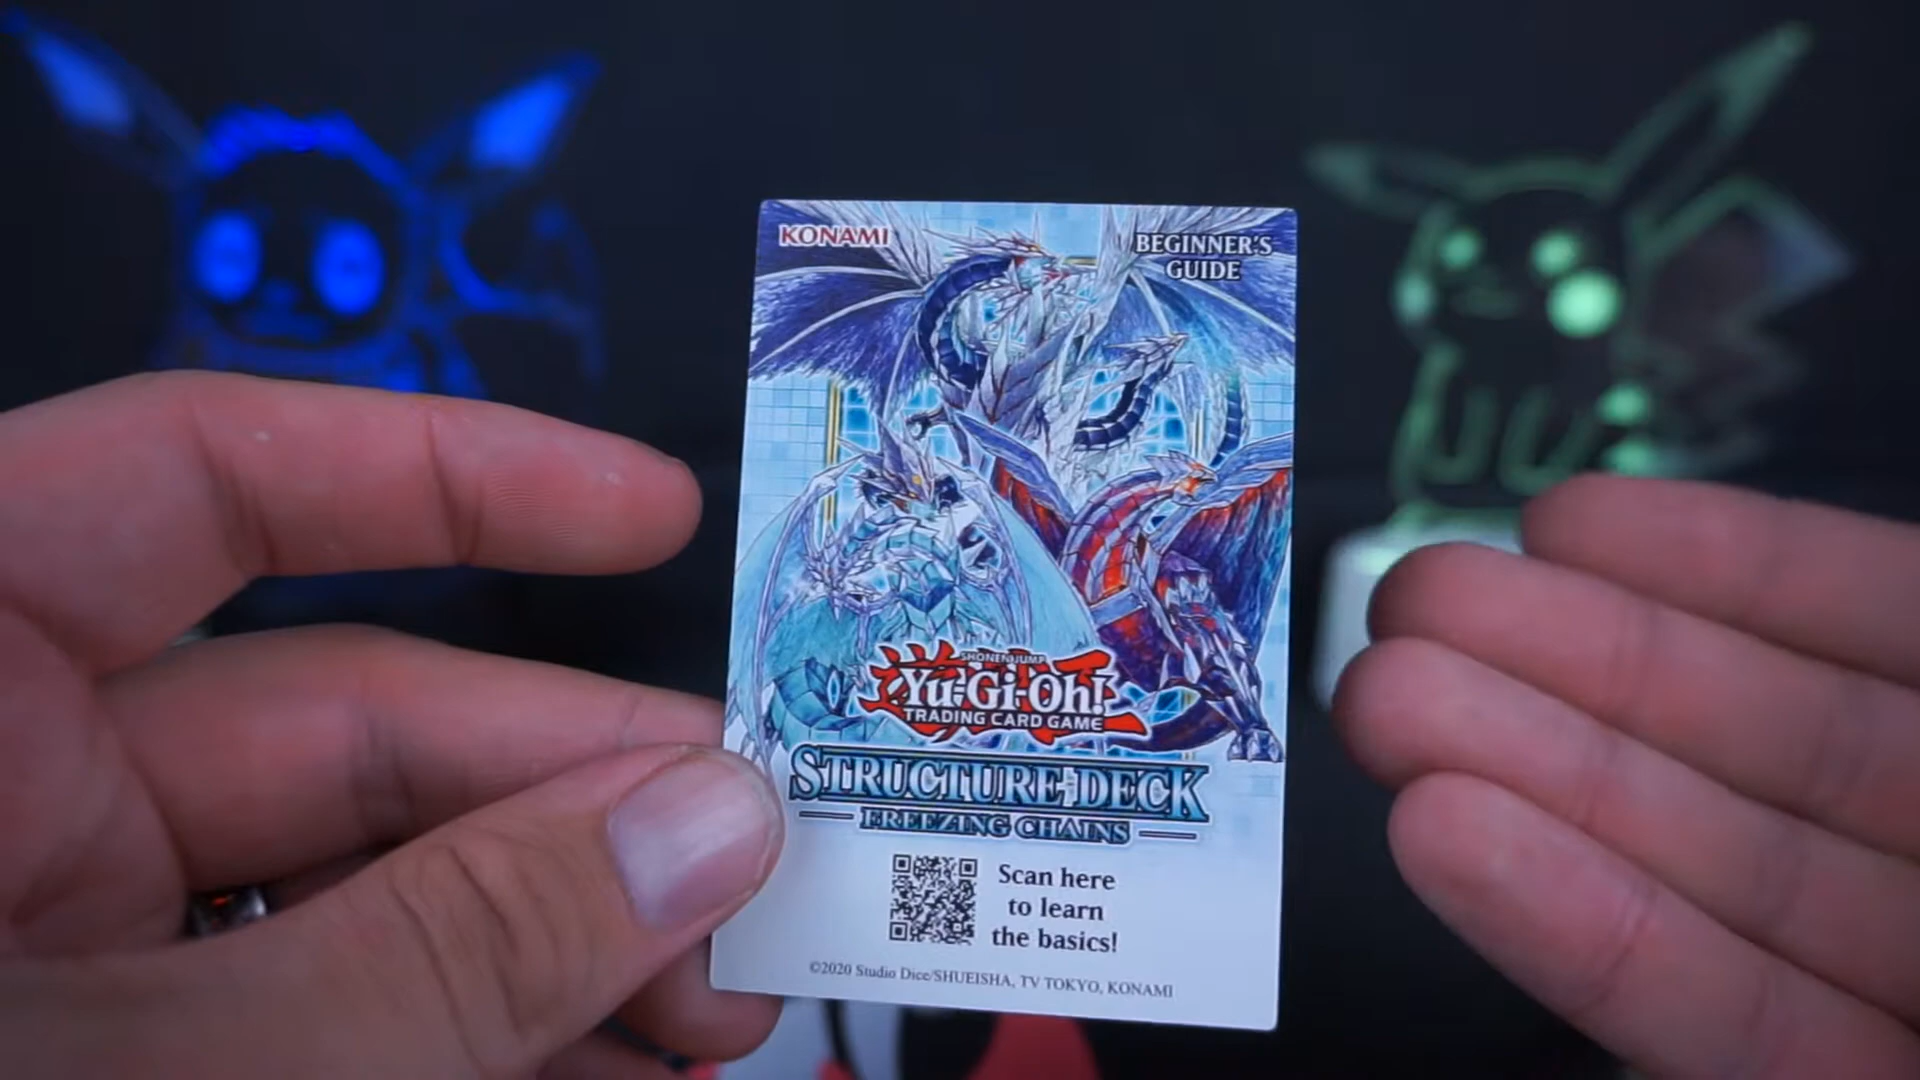 KONAMI
BEGINNER'S
GUIDE
SHONEN JUMP
Yu-Gi-Oh!
TRADING CARD GAME
STRUCTURE DECK
FREEZING CHAINS
Scan here
to learn
the basics!
©2020 Studio Dice/SHUEISHA, TV TOKYO, KONAMI